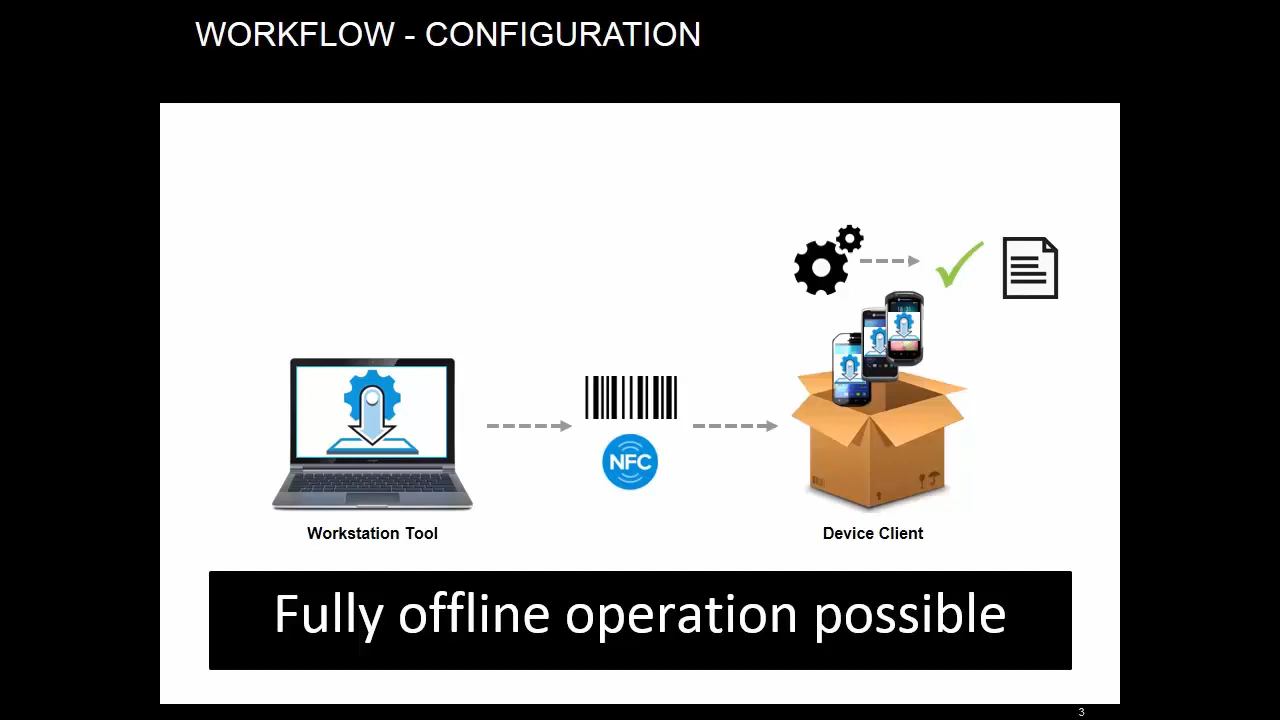 WORKFLOW - CONFIGURATION
NFC
Workstation Tool
Device Client
Fully offline operation possible
3